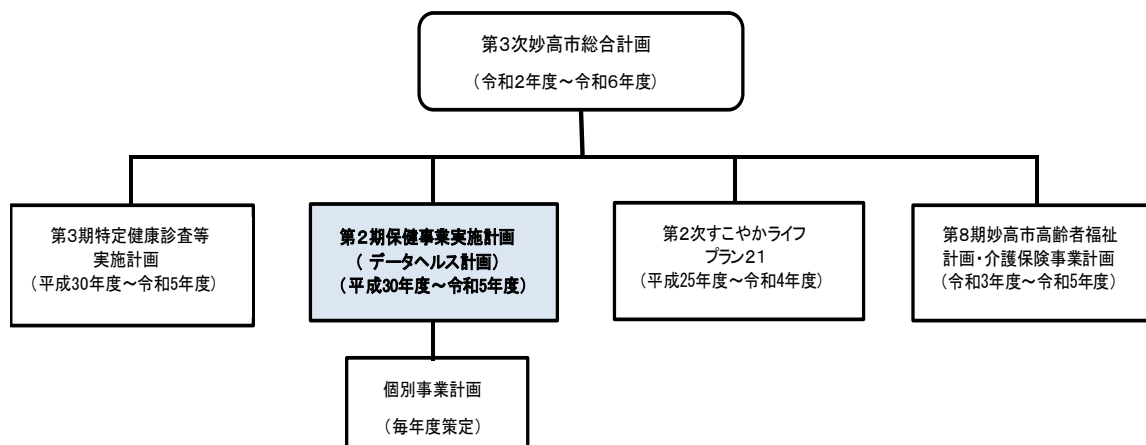 第3次妙高市総合計画
（令和2年度～令和6年度）
第3期特定健康診査等
実施計画
（平成30年度～令和5年度）
第2期保健事業実施計画
（ データヘルス計画）
（平成30年度～令和5年度）
第2次すこやかライフ
プラン21
（平成25年度～令和4年度）
第8期妙高市高齢者福祉
計画・介護保険事業計画
（令和3年度～令和5年度）
個別事業計画
（毎年度策定）